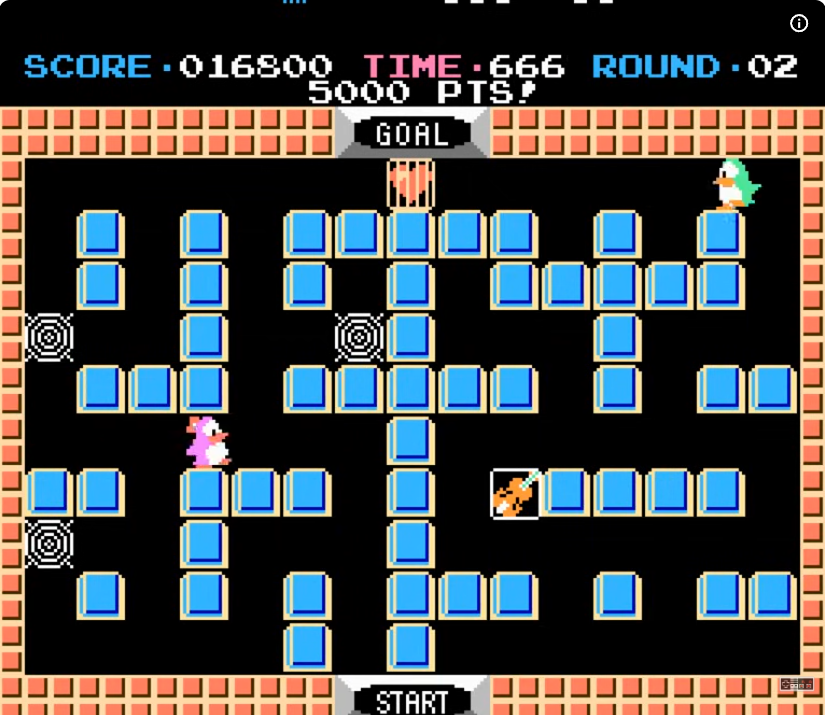 SCORE·016800 TIME·666 ROUND·02
5000 PTS!
GOAL
START